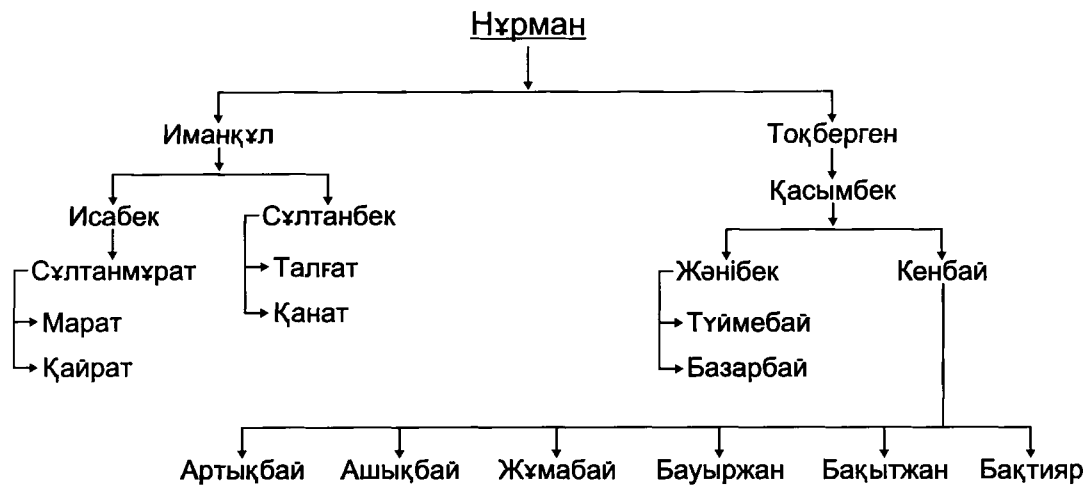 Нұрман
Иманқұл Тоқберген
Қасымбек
Исабек Сұлтанбек
Сұлтанмұрат Талғат Жәнібек Кенбай
Марат Қанат Түймебай
Қайрат Базарбай
Артықбай Ашықбай Жұмабай Бауыржан Бақытжан Бақтияр